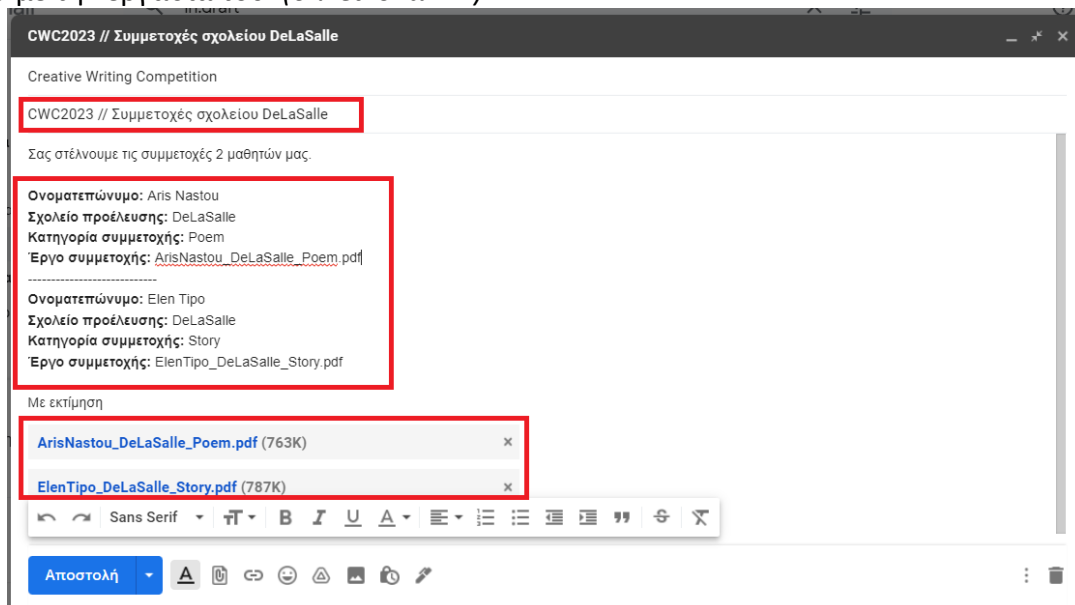 in:draft
CWC2023 // Συμμετοχές σχολείου DeLaSalle
Creative Writing Competition
CWC2023 // Συμμετοχές σχολείου DeLaSalle
Σας στέλνουμε τις συμμετοχές 2 μαθητών μας.
Ονοματεπώνυμο: Aris Nastou
Σχολείο προέλευσης: DeLaSalle
Κατηγορία συμμετοχής: Poem
Έργο συμμετοχής: ArisNastou_DeLaSalle_Poem.pdf
----------------------------
Ονοματεπώνυμο: Elen Tipo
Σχολείο προέλευσης: DeLaSalle
Κατηγορία συμμετοχής: Story
Έργο συμμετοχής: ElenTipo_DeLaSalle_Story.pdf
Με εκτίμηση
ArisNastou_DeLaSalle_Poem.pdf (763K)
ElenTipo_DeLaSalle_Story.pdf (787K)
Sans Serif
Αποστολή